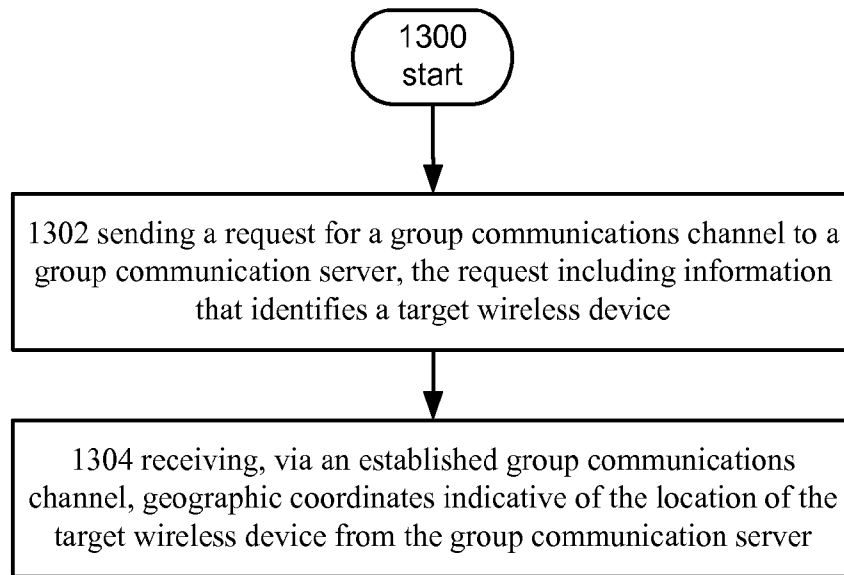 1300
start
1302 sending a request for a group communications channel to a
group communication server, the request including information
that identifies a target wireless device
1304 receiving, via an established group communications
channel, geographic coordinates indicative of the location of the
target wireless device from the group communication server